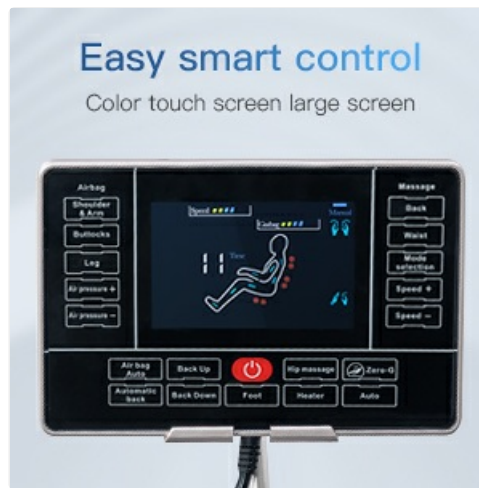 Easy smart control
Color touch screen large screen
Airbag
Shoulder
& Arm
Buttocks
Leg
Air pressure +
Air pressure −
Speed
Gasbag
Manual
11 Time
Massage
Back
Waist
Mode
selection
Speed +
Speed −
Air bag
Auto
Back Up
Hip massage
Zero-G
Automatic
back
Back Down
Foot
Heater
Auto